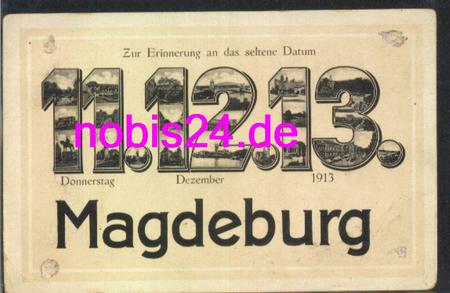 Zur Erinnerung an das seltene Datum
11.12.13.
nobis24.de
Donnerstag Dezember 1913
Magdeburg